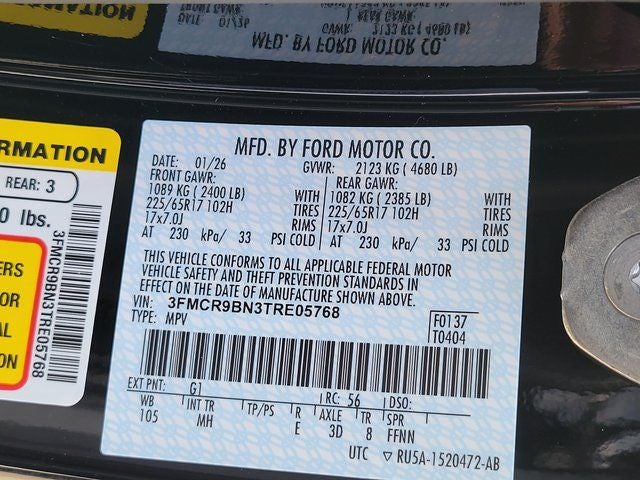 MFD. BY FORD MOTOR CO.
MFD. BY FORD MOTOR CO.
DATE: 01/26 GVWR: 2123 KG ( 4680 LB)
FRONT GAWR: REAR GAWR:
1089 KG ( 2400 LB) WITH 1082 KG ( 2385 LB) WITH
225/65R17 102H TIRES 225/65R17 102H TIRES
17x7.0J RIMS 17x7.0J RIMS
AT 230 kPa/ 33 PSI COLD AT 230 kPa/ 33 PSI COLD
THIS VEHICLE CONFORMS TO ALL APPLICABLE FEDERAL MOTOR
VEHICLE SAFETY AND THEFT PREVENTION STANDARDS IN
EFFECT ON THE DATE OF MANUFACTURE SHOWN ABOVE.
VIN: 3FMCR9BN3TRE05768
TYPE: MPV
F0137
T0404
EXT PNT: G1 RC: 56 DSO:
WB INT TR TP/PS R AXLE TR SPR
105 MH E 3D 8 FFNN
UTC ▽ RU5A-1520472-AB
RMATION
REAR: 3
0 lbs.
ERS
OR
AL
ION
3FMCR9BN3TRE05768